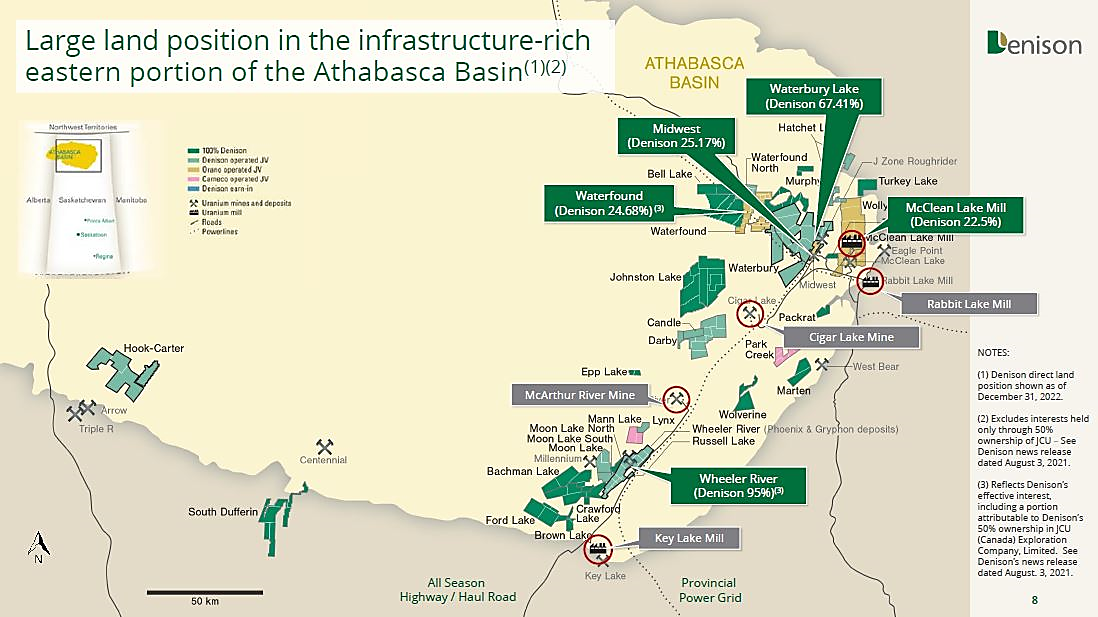 Large land position in the infrastructure-rich
eastern portion of the Athabasca Basin(1)(2)
Denison
ATHABASCA
BASIN
Northwest Territories
ATHABASCA
BASIN
Alberta
Saskatchewan
Manitoba
Prince Albert
Saskatoon
Regina
100% Denison
Denison operated JV
Orano operated JV
Cameco operated JV
Denison earn-in
Uranium mines and deposits
Uranium mill
Roads
Powerlines
Waterbury Lake
(Denison 67.41%)
Midwest
(Denison 25.17%)
Hatchet L
Waterfound
North
J Zone Roughrider
Bell Lake
Murphy
Turkey Lake
Waterfound
(Denison 24.68%)(3)
Wolly
McClean Lake Mill
(Denison 22.5%)
Waterfound
McClean Lake Mill
Eagle Point
McClean Lake
Waterbury
Johnston Lake
Midwest
Rabbit Lake Mill
Rabbit Lake Mill
Cigar Lake
Candle
Packrat
Darby
Cigar Lake Mine
Park
Creek
Hook-Carter
West Bear
Epp Lake
Marten
McArthur River Mine
Arrow
Triple R
Wolverine
Mann Lake
Lynx
Moon Lake North
Wheeler River (Phoenix & Gryphon deposits)
Moon Lake South
Russell Lake
Moon Lake
Millennium
Centennial
Bachman Lake
Wheeler River
(Denison 95%)(3)
South Dufferin
Crawford
Lake
Ford Lake
Brown Lake
Key Lake Mill
Key Lake
All Season
Highway / Haul Road
Provincial
Power Grid
N
50 km
NOTES:
(1) Denison direct land
position shown as of
December 31, 2022.
(2) Excludes interests held
only through 50%
ownership of JCU – See
Denison news release
dated August 3, 2021.
(3) Reflects Denison's
effective interest,
including a portion
attributable to Denison's
50% ownership in JCU
(Canada) Exploration
Company, Limited. See
Denison's news release
dated August. 3, 2021.
8